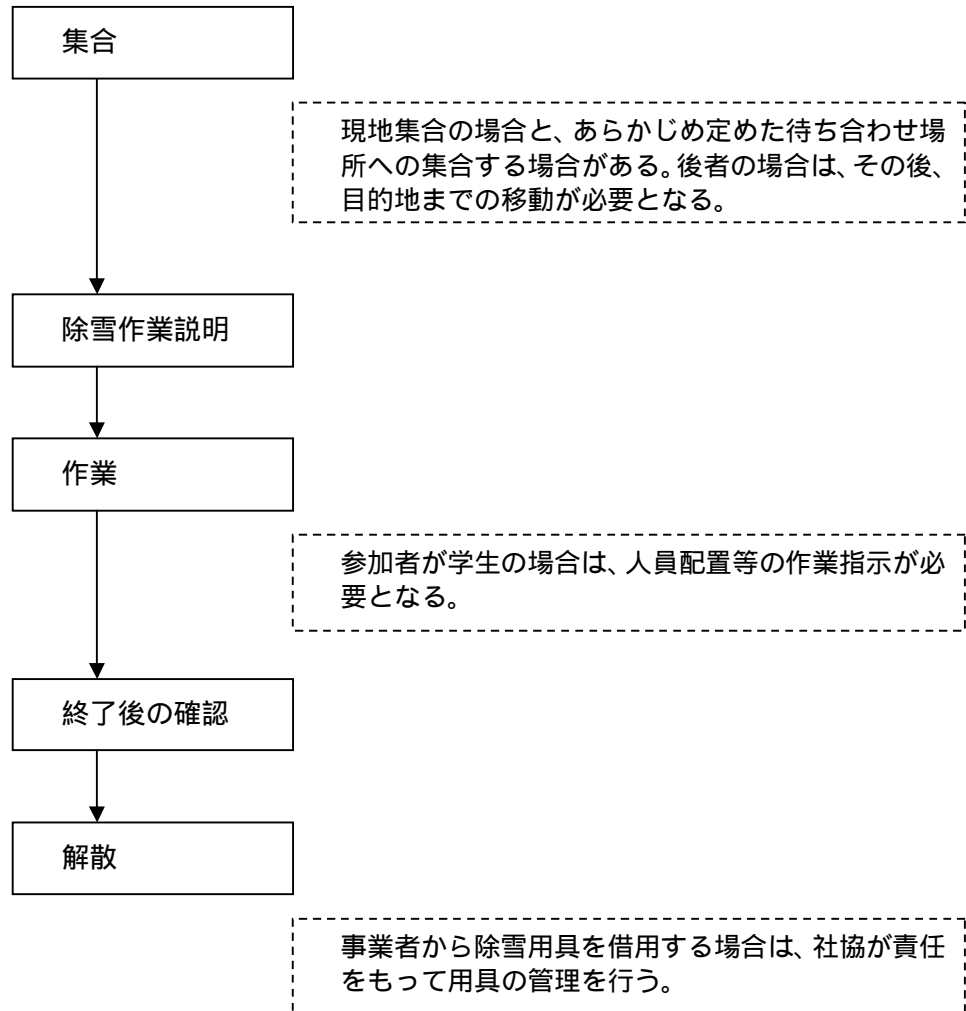 集合
現地集合の場合と、あらかじめ定めた待ち合わせ場
所への集合する場合がある。後者の場合は、その後、
目的地までの移動が必要となる。
除雪作業説明
作業
参加者が学生の場合は、人員配置等の作業指示が必
要となる。
終了後の確認
解散
事業者から除雪用具を借用する場合は、社協が責任
をもって用具の管理を行う。